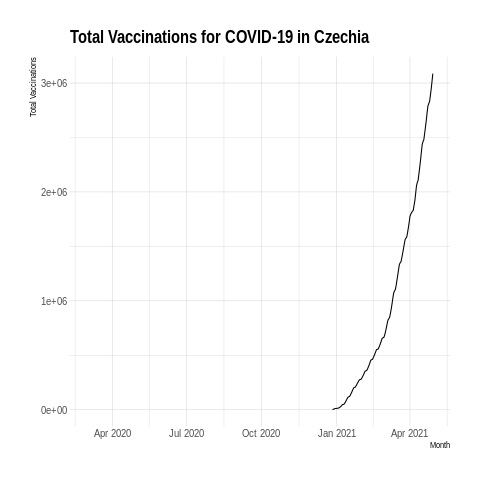 Total Vaccinations for COVID-19 in Czechia
Total Vaccinations
3e+06
2e+06
1e+06
0e+00
Apr 2020 Jul 2020 Oct 2020 Jan 2021 Apr 2021
Month